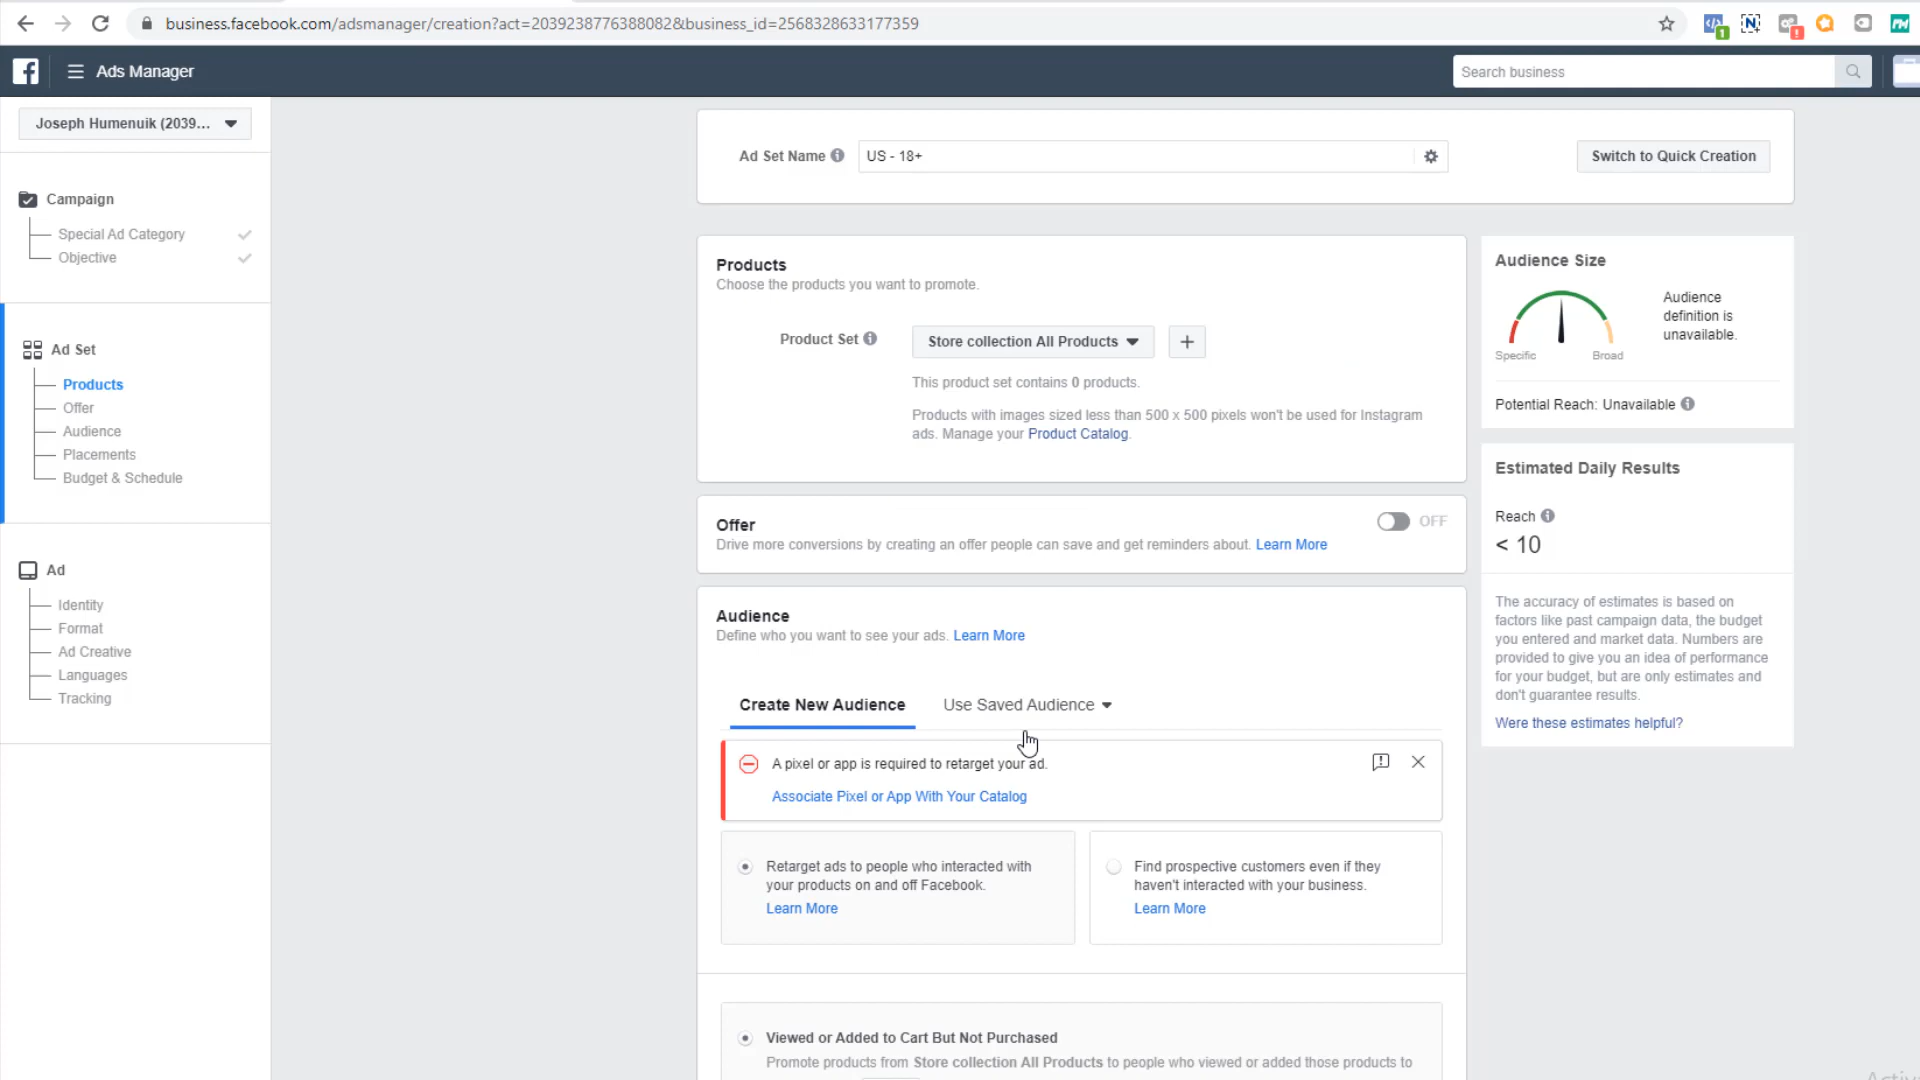 business.facebook.com/adsmanager/creation?act=2039238776388082&business_id=2568328633177359
Ads Manager
Search business
Joseph Humenuik (2039...
Ad Set Name
US - 18+
Switch to Quick Creation
Campaign
Special Ad Category
Objective
Ad Set
Products
Offer
Audience
Placements
Budget & Schedule
Ad
Identity
Format
Ad Creative
Languages
Tracking
Products
Choose the products you want to promote.
Product Set
Store collection All Products
This product set contains 0 products.
Products with images sized less than 500 x 500 pixels won't be used for Instagram
ads. Manage your Product Catalog.
Offer
OFF
Drive more conversions by creating an offer people can save and get reminders about. Learn More
Audience
Define who you want to see your ads. Learn More
Create New Audience
Use Saved Audience
A pixel or app is required to retarget your ad.
Associate Pixel or App With Your Catalog
Retarget ads to people who interacted with
your products on and off Facebook.
Learn More
Find prospective customers even if they
haven't interacted with your business.
Learn More
Viewed or Added to Cart But Not Purchased
Promote products from Store collection All Products to people who viewed or added those products to
Audience Size
Audience
definition is
unavailable.
Specific
Broad
Potential Reach: Unavailable
Estimated Daily Results
Reach
< 10
The accuracy of estimates is based on
factors like past campaign data, the budget
you entered and market data. Numbers are
provided to give you an idea of performance
for your budget, but are only estimates and
don't guarantee results.
Were these estimates helpful?